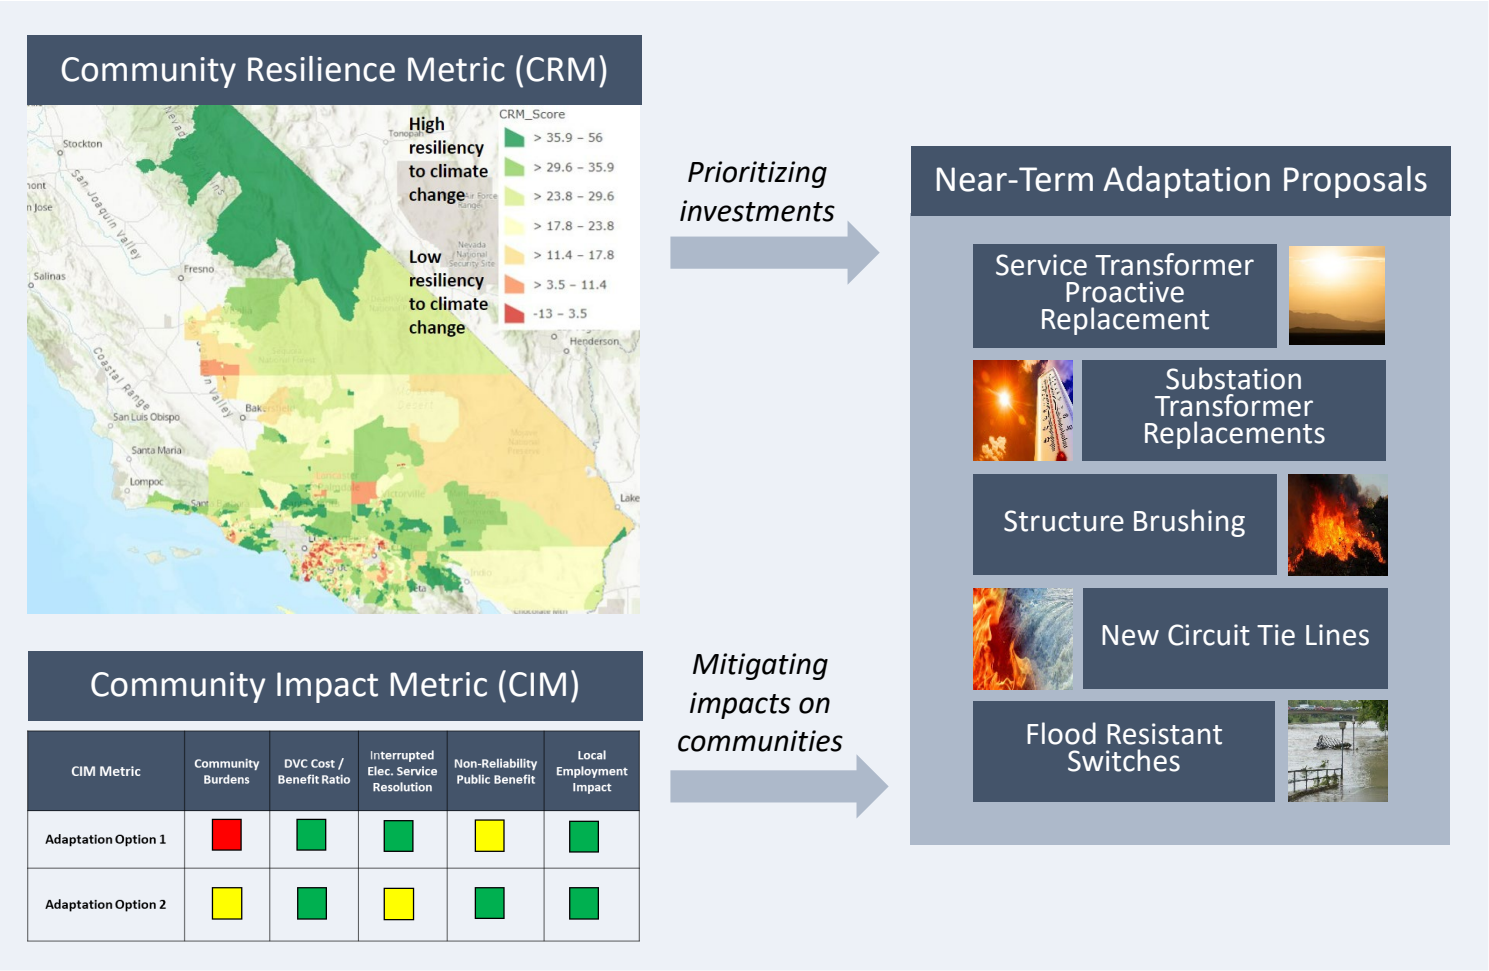 Community Resilience Metric (CRM)
Stockton
San Joaquin Valley
Salinas
Fresno
Coastal Range
San Luis Obispo
Santa Maria
Lompoc
Tonopah
Nevada
National
Security Site
Henderson
Lake
High
resiliency
to climate
change
Low
resiliency
to climate
change
CRM_Score
> 35.9 – 56
> 29.6 – 35.9
> 23.8 – 29.6
> 17.8 – 23.8
> 11.4 – 17.8
> 3.5 – 11.4
-13 – 3.5
Prioritizing
investments
Near-Term Adaptation Proposals
Service Transformer
Proactive
Replacement
Substation
Transformer
Replacements
Structure Brushing
New Circuit Tie Lines
Flood Resistant
Switches
Community Impact Metric (CIM)
Mitigating
impacts on
communities
CIM Metric
Community
Burdens
DVC Cost /
Benefit Ratio
Interrupted
Elec. Service
Resolution
Non-Reliability
Public Benefit
Local
Employment
Impact
Adaptation Option 1
Adaptation Option 2